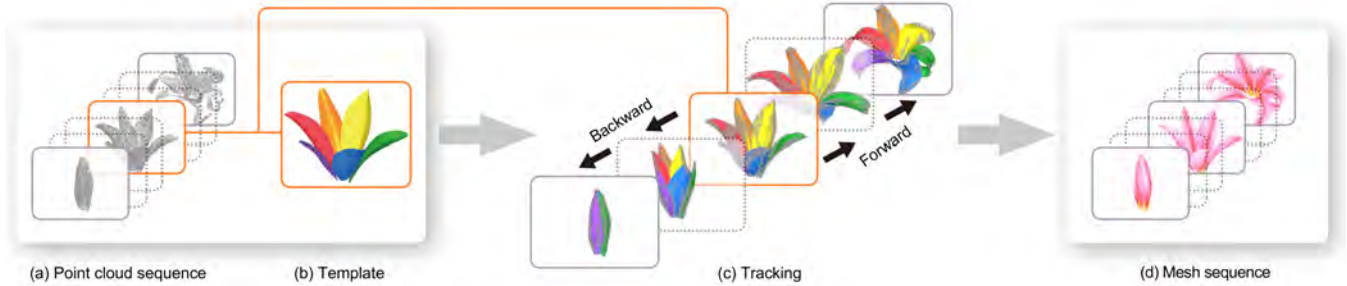 Backward
Forward
(a) Point cloud sequence
(b) Template
(c) Tracking
(d) Mesh sequence